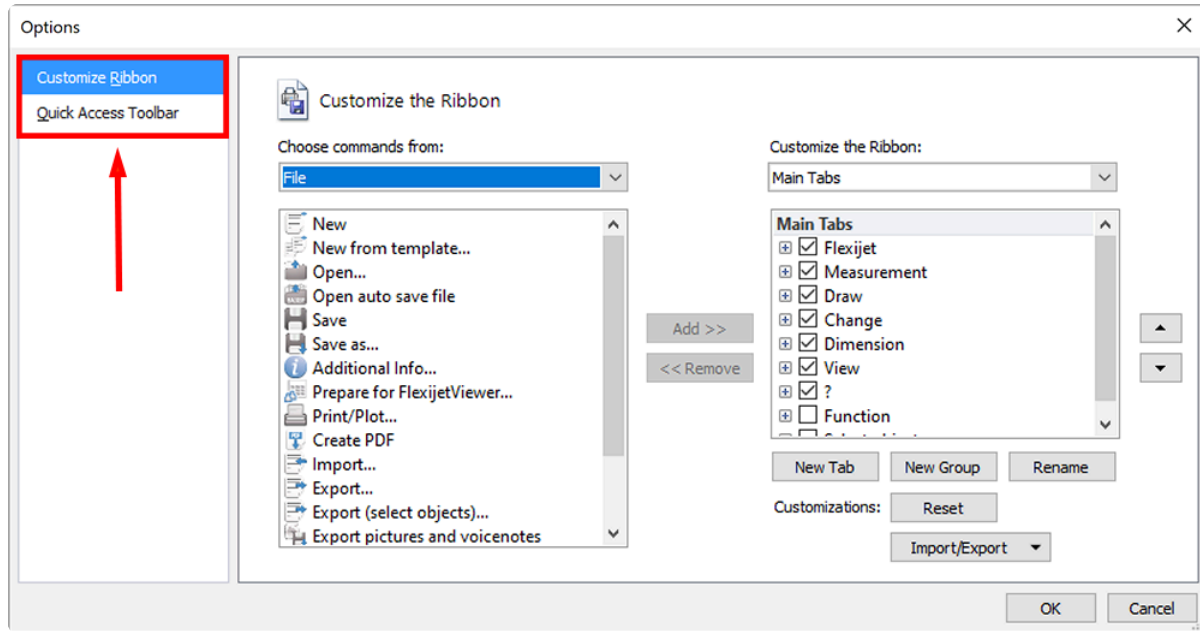 Options
Customize Ribbon
Quick Access Toolbar
Customize the Ribbon
Choose commands from:
File
New
New from template...
Open...
Open auto save file
Save
Save as...
Additional Info...
Prepare for FlexijetViewer...
Print/Plot...
Create PDF
Import...
Export...
Export (select objects)...
Export pictures and voicenotes
Add >>
<< Remove
Customize the Ribbon:
Main Tabs
Main Tabs
Flexijet
Measurement
Draw
Change
Dimension
View
?
Function
New Tab
New Group
Rename
Customizations:
Reset
Import/Export
OK
Cancel